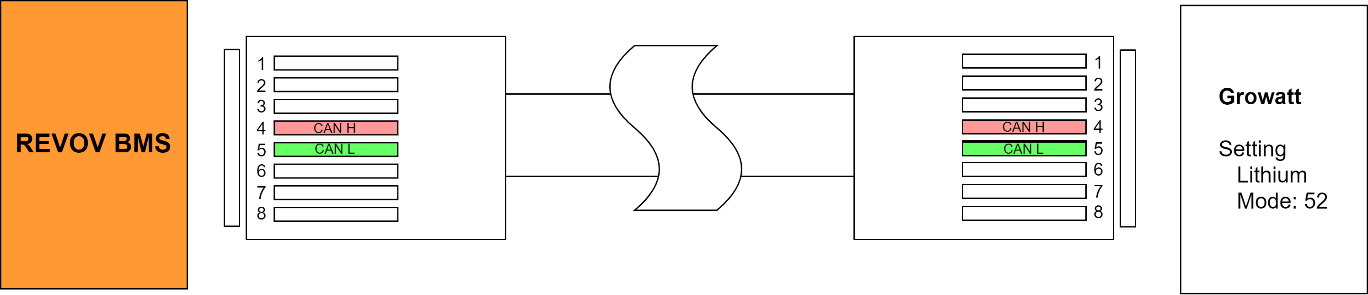 REVOV BMS
1
2
3
4 CAN H
5 CAN L
6
7
8
1
2
3
CAN H 4
CAN L 5
6
7
8
Growatt
Setting
Lithium
Mode: 52